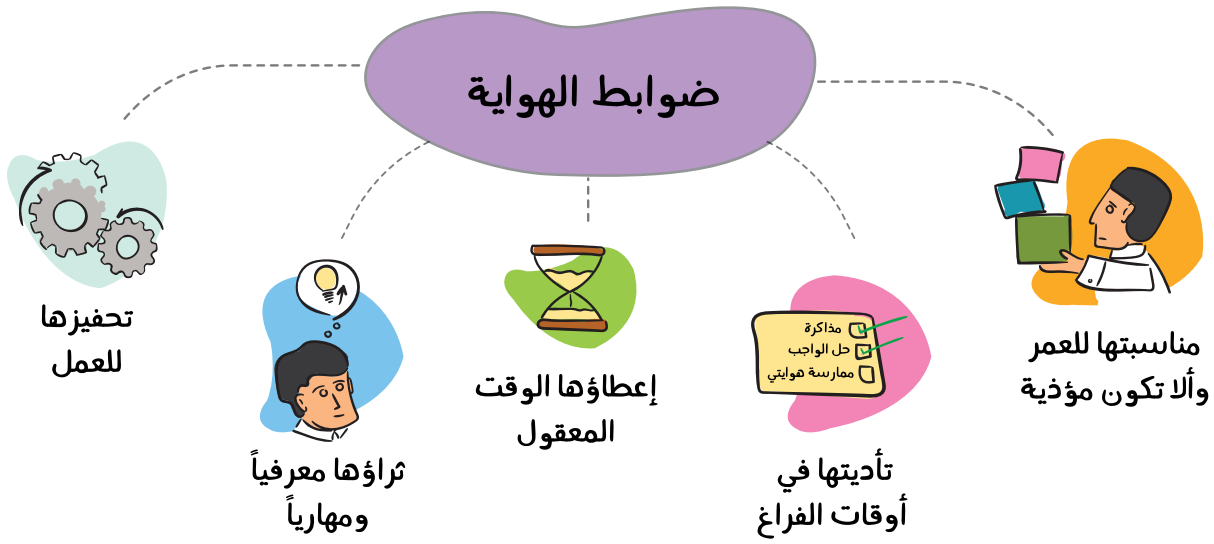 ضوابط الهواية
مناسبتها للعمر
وألا تكون مؤذية
مذاكرة
حل الواجب
ممارسة هوايتي
تأديتها في
أوقات الفراغ
إعطاؤها الوقت
المعقول
ثراؤها معرفياً
ومهارياً
تحفيزها
للعمل